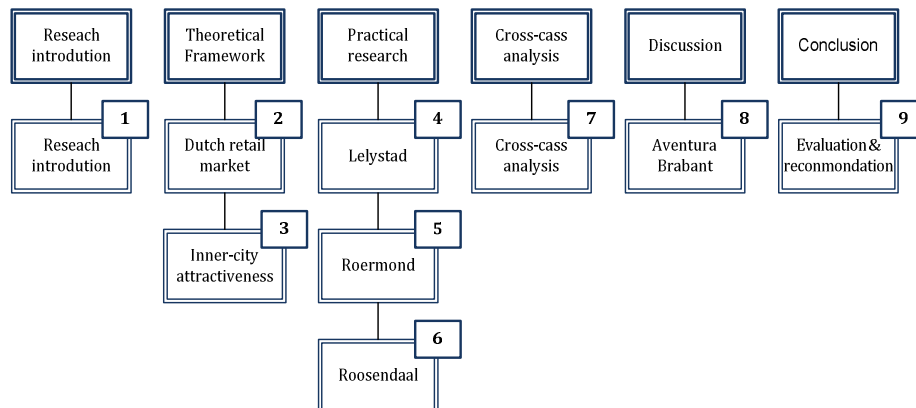 Reseach
introdution
Theoretical
Framework
Practical
research
Cross-cass
analysis
Discussion
Conclusion
1
Reseach
introdution
2
Dutch retail
market
4
Lelystad
7
Cross-cass
analysis
8
Aventura
Brabant
9
Evaluation &
reconmondation
3
Inner-city
attractiveness
5
Roermond
6
Roosendaal